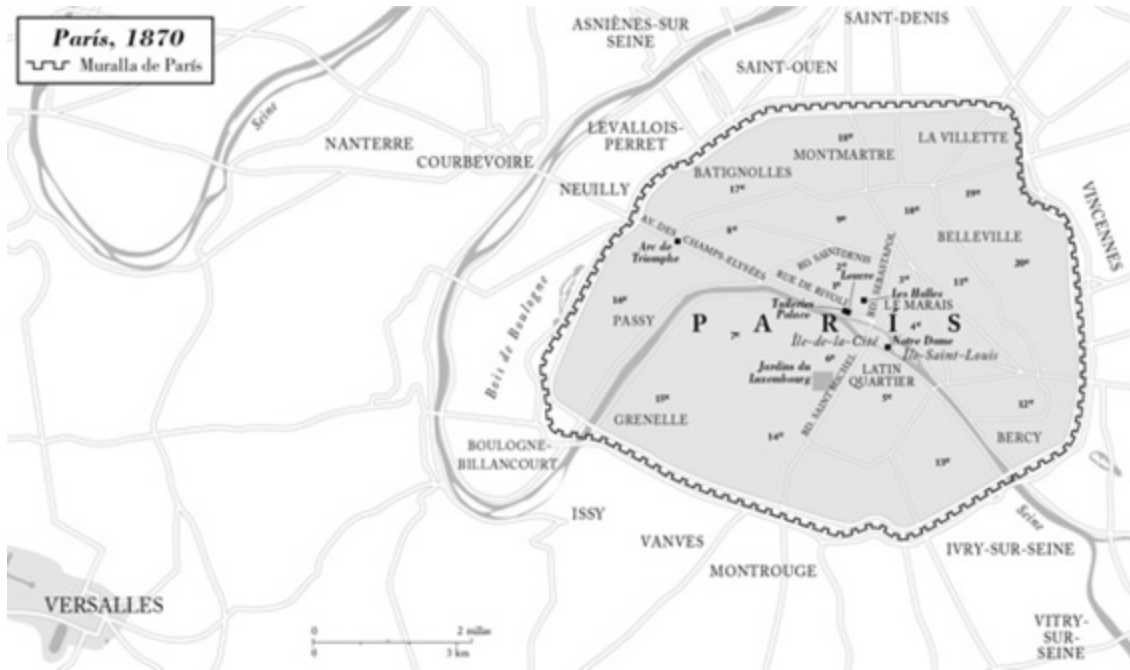 París, 1870
Muralla de París
ASNIÈNES-SUR
SEINE
SAINT-DENIS
SAINT-OUEN
Seine
NANTERRE
COURBEVOIRE
LEVALLOIS-
PERRET
NEUILLY
18e
MONTMARTRE
LA VILLETTE
BATIGNOLLES
17e
VINCENNES
19e
10e
9e
8e
AV. DES CHAMPS-ELYSÉES
Arc de
Triomphe
BELLEVILLE
20e
BD. SAINT DENIS
BD. SEBASTAPOL
2e
Louvre
1e
3e
11e
RUE DE RIVOLI
Les Halles
LE MARAIS
Tuileries
Palace
16e
PASSY
PARÍS
7e
4e
Île-de-la-Cité
Notre Dame
Île-Saint-Louis
Bois de Boulogne
6e
Jardins du
Luxembourg
LATIN
QUARTIER
5e
BD. SAINT MICHEL
15e
GRENELLE
14e
12e
BERCY
13e
BOULOGNE-
BILLANCOURT
ISSY
Seine
VANVES
MONTROUGE
IVRY-SUR-SEINE
VERSALLES
VITRY-
SUR-
SEINE
0 2 millas
0 3 km